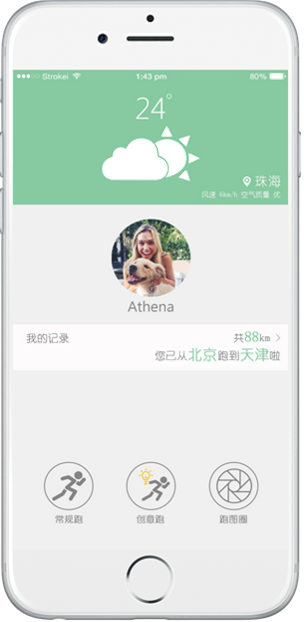 ●●●○○ Strokei 1:43 pm 80%
24°
珠海
风速 6km/h 空气质量 优
Athena
我的记录 共88km >
您已从北京跑到天津啦
常规跑 创意跑 跑图圈